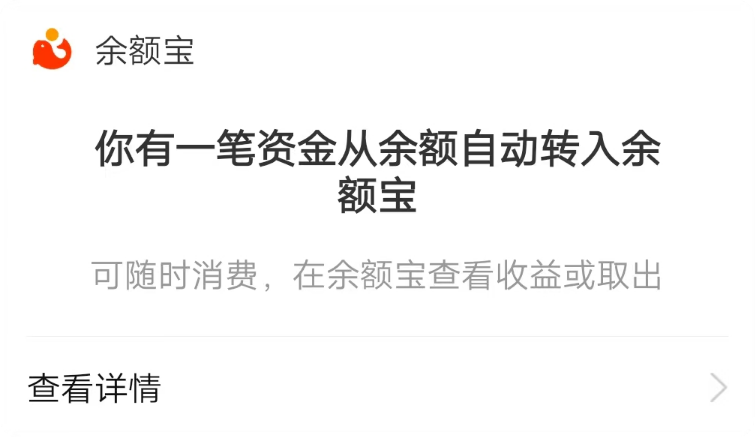 余额宝
你有一笔资金从余额自动转入余
额宝
可随时消费，在余额宝查看收益或取出
查看详情